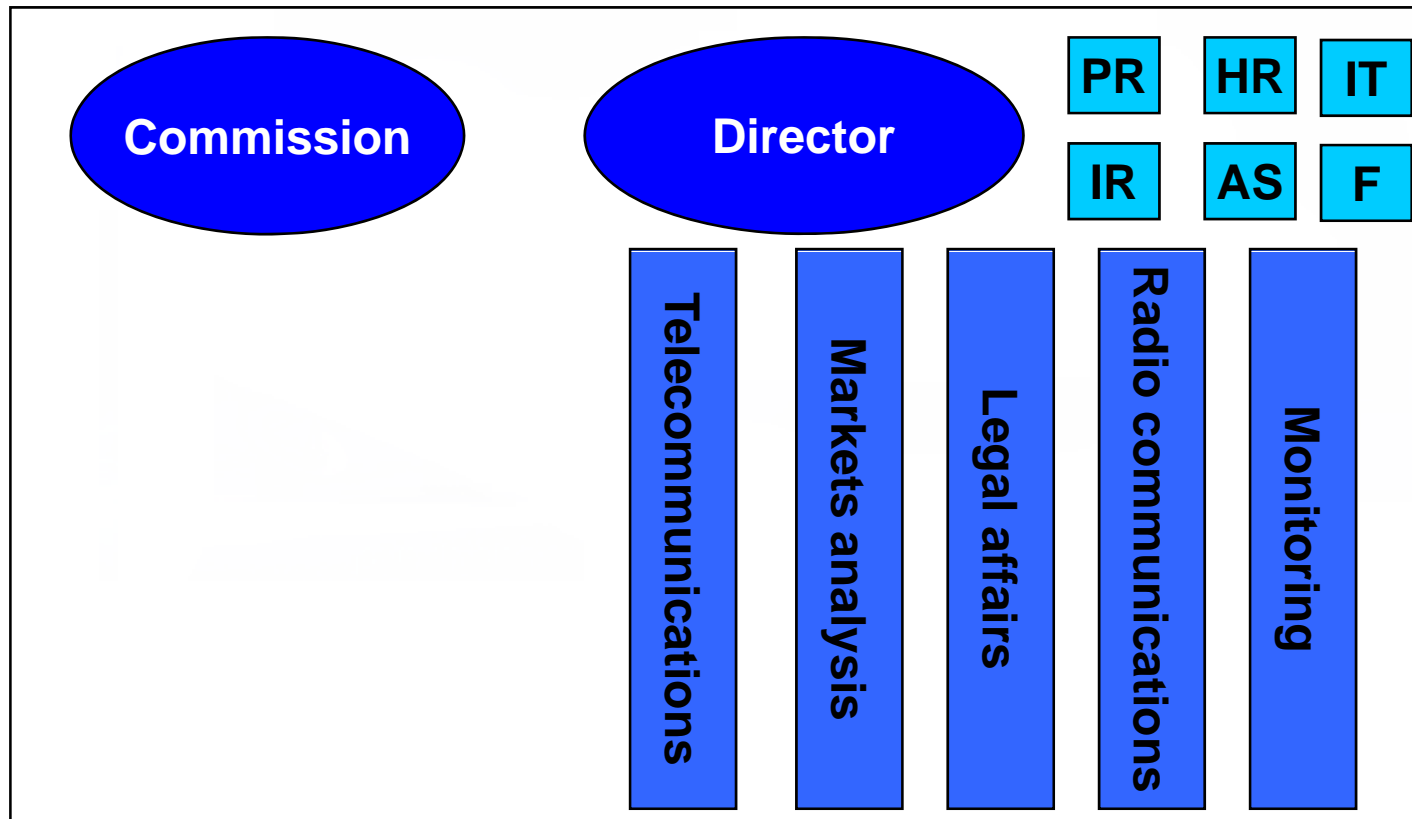 Commission
Director
PR
HR
IT
IR
AS
F
Telecommunications
Markets analysis
Legal affairs
Radio communications
Monitoring